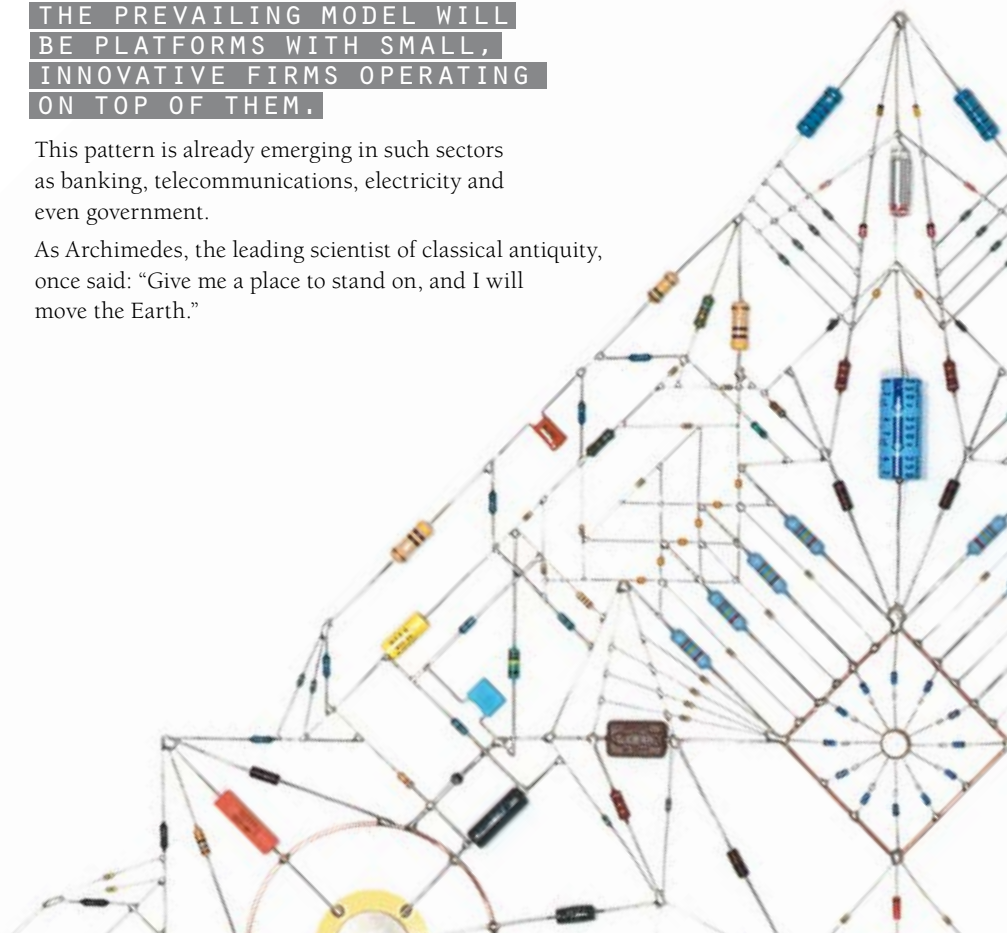 THE PREVAILING MODEL WILL
BE PLATFORMS WITH SMALL,
INNOVATIVE FIRMS OPERATING
ON TOP OF THEM.
This pattern is already emerging in such sectors
as banking, telecommunications, electricity and
even government.
As Archimedes, the leading scientist of classical antiquity,
once said: “Give me a place to stand on, and I will
move the Earth.”